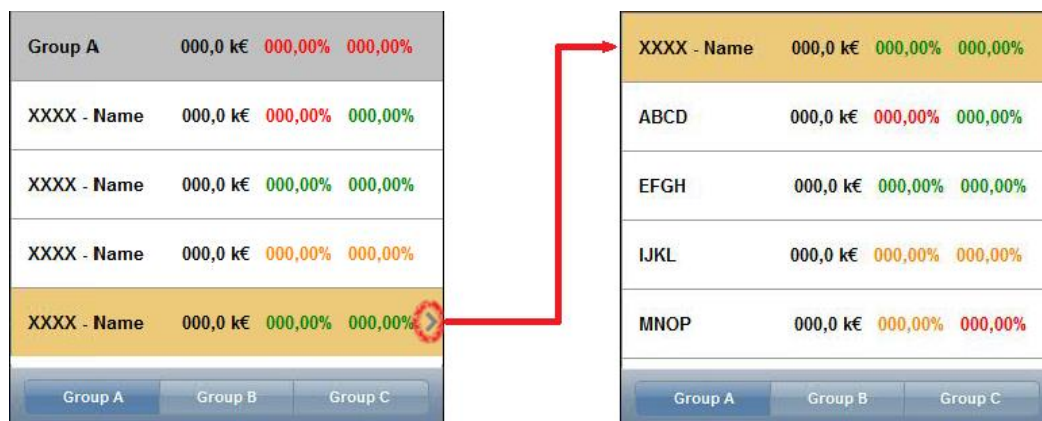 Group A 000,0 k€ 000,00% 000,00%
XXXX - Name 000,0 k€ 000,00% 000,00%
XXXX - Name 000,0 k€ 000,00% 000,00%
XXXX - Name 000,0 k€ 000,00% 000,00%
XXXX - Name 000,0 k€ 000,00% 000,00%
Group A Group B Group C
XXXX - Name 000,0 k€ 000,00% 000,00%
ABCD 000,0 k€ 000,00% 000,00%
EFGH 000,0 k€ 000,00% 000,00%
IJKL 000,0 k€ 000,00% 000,00%
MNOP 000,0 k€ 000,00% 000,00%
Group A Group B Group C